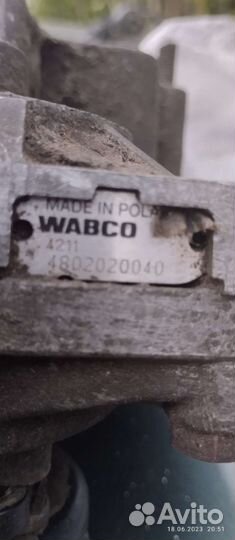 MADE IN POLA
WABCO
4211
4802020040
Avito
18.06.2023 20:51